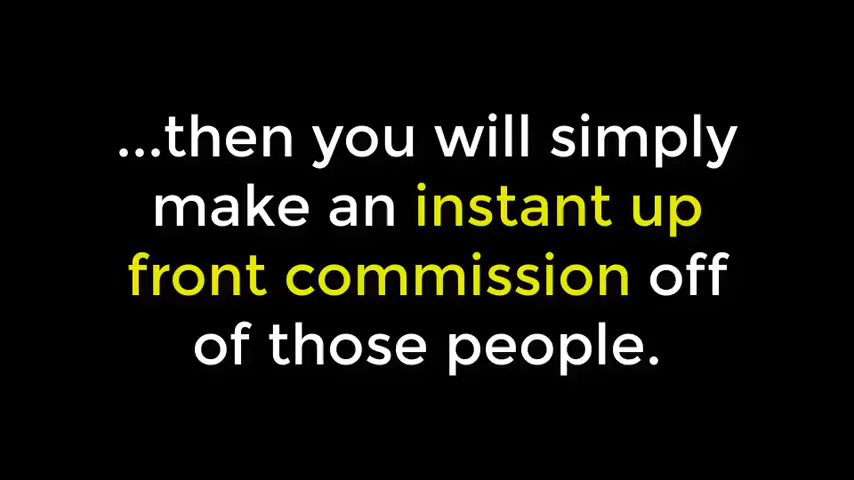 ...then you will simply
make an instant up
front commission off
of those people.